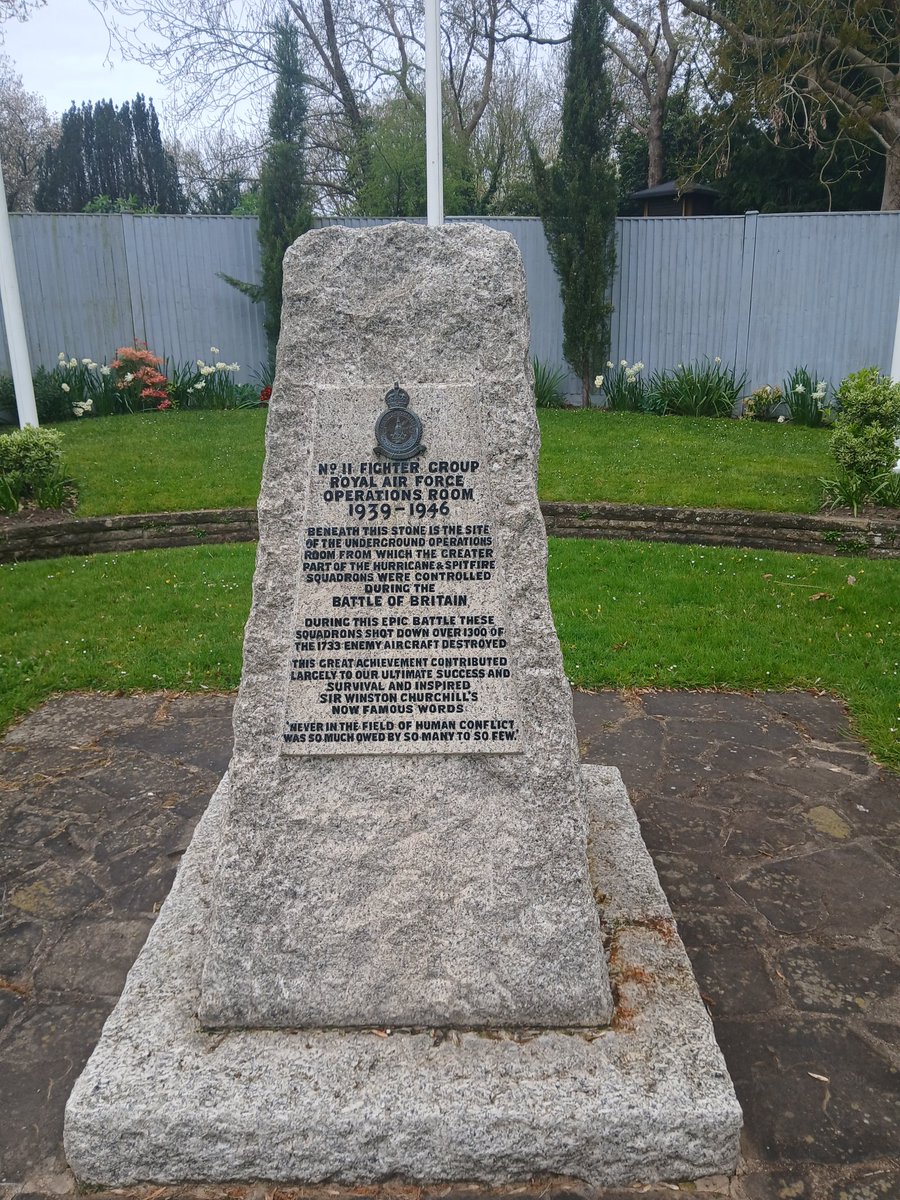 No. 11 FIGHTER GROUP
ROYAL AIR FORCE
OPERATIONS ROOM
1939-1946
BENEATH THIS STONE IS THE SITE
OF THE UNDERGROUND OPERATIONS
ROOM FROM WHICH THE GREATER
PART OF THE HURRICANE & SPITFIRE
SQUADRONS WERE CONTROLLED
DURING THE
BATTLE OF BRITAIN
DURING THIS EPIC BATTLE THESE
SQUADRONS SHOT DOWN OVER 1300 OF
THE 1733 ENEMY AIRCRAFT DESTROYED
THIS GREAT ACHIEVEMENT CONTRIBUTED
LARGELY TO OUR ULTIMATE SUCCESS AND
SURVIVAL AND INSPIRED
SIR WINSTON CHURCHILL'S
NOW FAMOUS WORDS
'NEVER IN THE FIELD OF HUMAN CONFLICT
WAS SO MUCH OWED BY SO MANY TO SO FEW.'